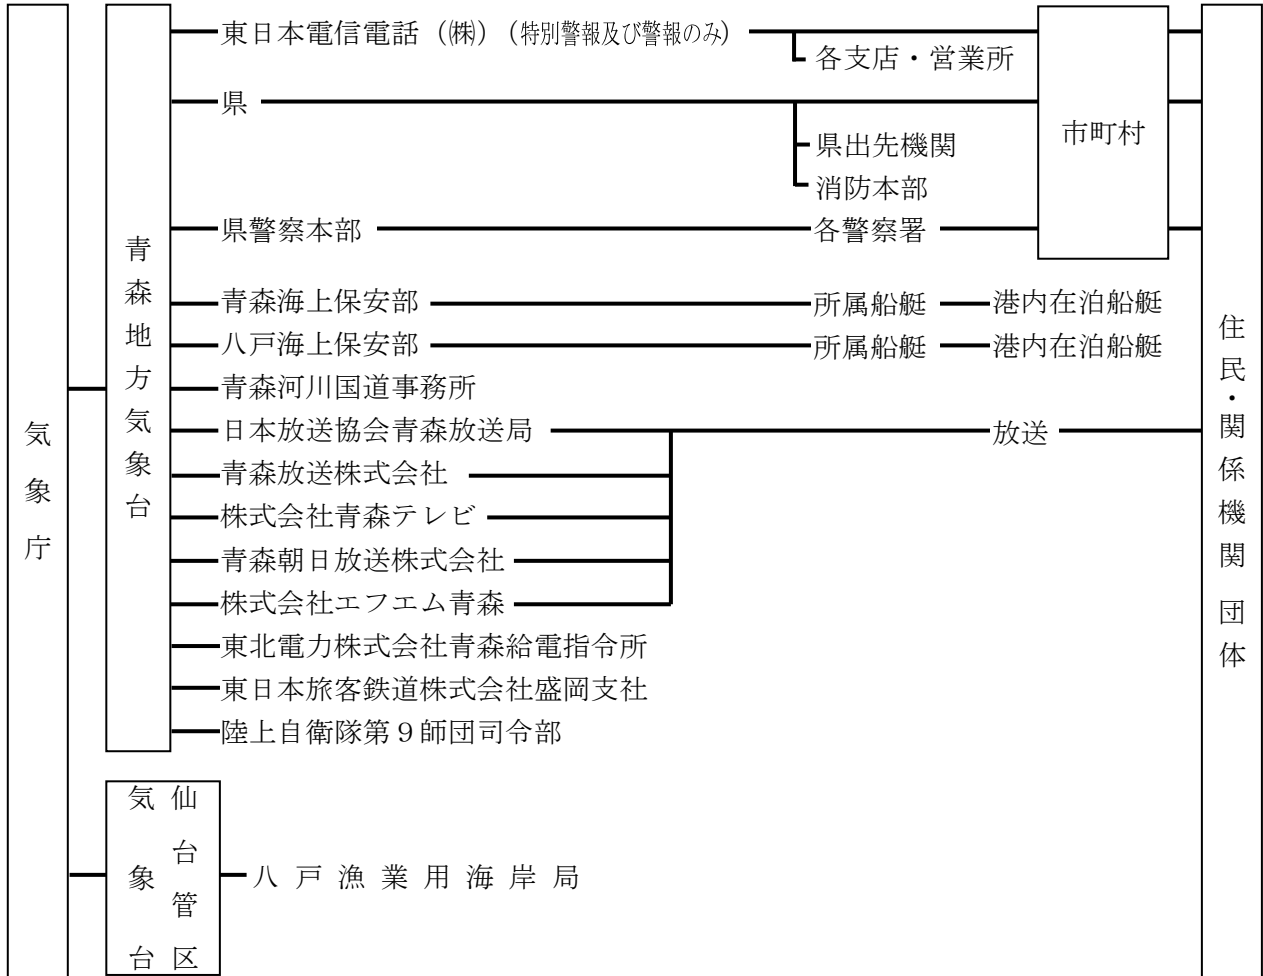 気象庁
青森地方気象台
東日本電信電話(㈱)(特別警報及び警報のみ)
各支店・営業所
県
県出先機関
消防本部
市町村
県警察本部
各警察署
青森海上保安部
所属船艇
港内在泊船艇
八戸海上保安部
所属船艇
港内在泊船艇
青森河川国道事務所
日本放送協会青森放送局
放送
青森放送株式会社
株式会社青森テレビ
青森朝日放送株式会社
株式会社エフエム青森
東北電力株式会社青森給電指令所
東日本旅客鉄道株式会社盛岡支社
陸上自衛隊第9師団司令部
仙台管区
気象台
八戸漁業用海岸局
住民・関係機関団体